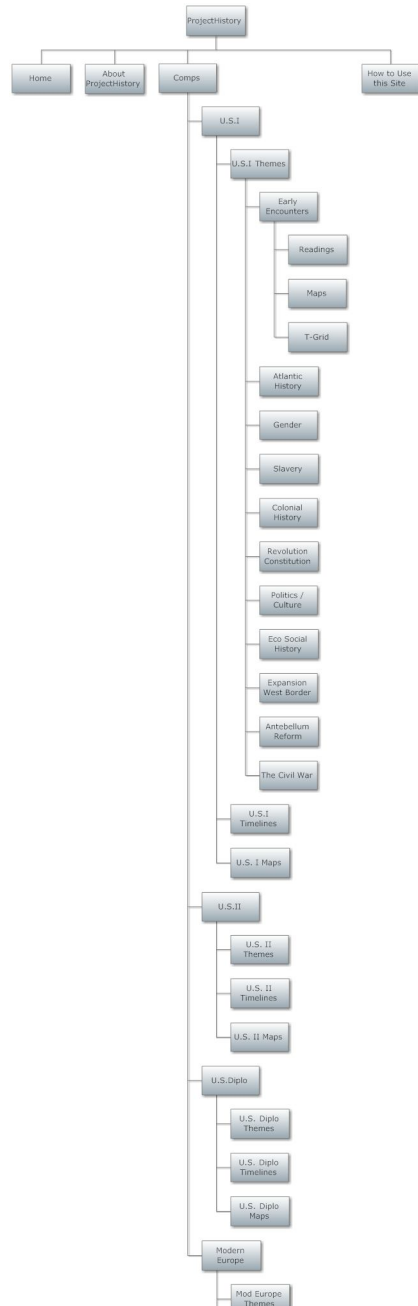 ProjectHistory
Home
About
ProjectHistory
Comps
How to Use
this Site
U.S.I
U.S.I Themes
Early
Encounters
Readings
Maps
T-Grid
Atlantic
History
Gender
Slavery
Colonial
History
Revolution
Constitution
Politics /
Culture
Eco Social
History
Expansion
West Border
Antebellum
Reform
The Civil War
U.S.I
Timelines
U.S. I Maps
U.S.II
U.S. II
Themes
U.S. II
Timelines
U.S. II Maps
U.S.Diplo
U.S. Diplo
Themes
U.S. Diplo
Timelines
U.S. Diplo
Maps
Modern
Europe
Mod Europe
Themes